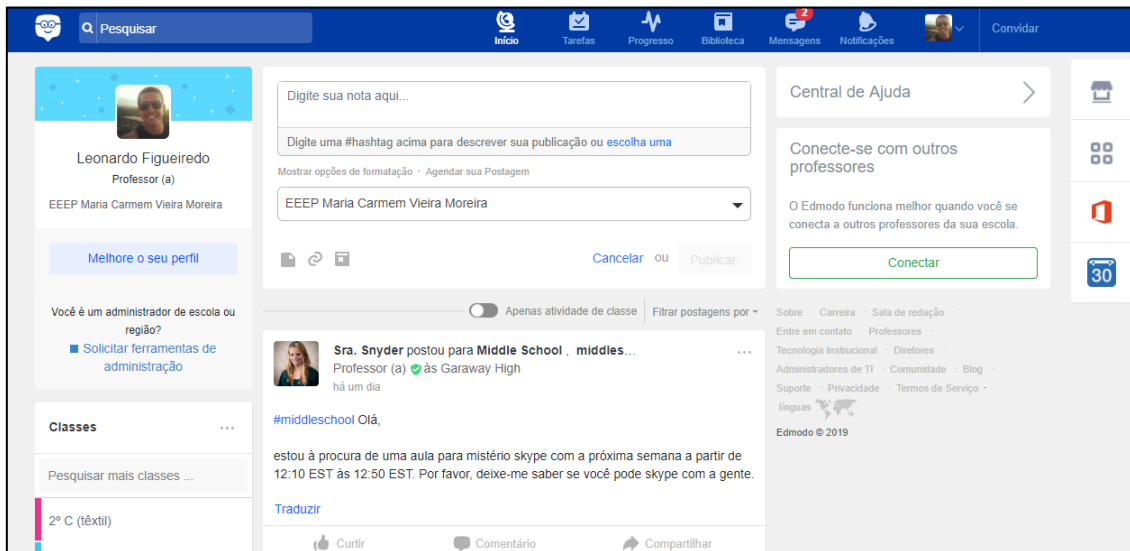 Pesquisar
Início
Tarefas
Progresso
Biblioteca
2
Mensagens
Notificações
Convidar
Leonardo Figueiredo
Professor (a)
EEEP Maria Carmem Vieira Moreira
Melhore o seu perfil
Você é um administrador de escola ou
região?
Solicitar ferramentas de
administração
Classes
Pesquisar mais classes ...
2º C (têxtil)
Digite sua nota aqui...
Digite uma #hashtag acima para descrever sua publicação ou escolha uma
Mostrar opções de formatação · Agendar sua Postagem
EEEP Maria Carmem Vieira Moreira
Cancelar ou Publicar:
Apenas atividade de classe
Filtrar postagens por
Sra. Snyder postou para Middle School , middles...
Professor (a) às Garaway High
há um dia
#middleschool Olá,
estou à procura de uma aula para mistério skype com a próxima semana a partir de
12:10 EST às 12:50 EST. Por favor, deixe-me saber se você pode skype com a gente.
Traduzir
Curtir
Comentário
Compartilhar
Central de Ajuda
Conecte-se com outros
professores
O Edmodo funciona melhor quando você se
conecta a outros professores da sua escola.
Conectar
Sobre · Carreira · Sala de redação ·
Entre em contato · Professores ·
Tecnologia Instrucional · Diretores ·
Administradores de TI · Comunidade · Blog ·
Suporte · Privacidade · Termos de Serviço ·
línguas
Edmodo © 2019
30